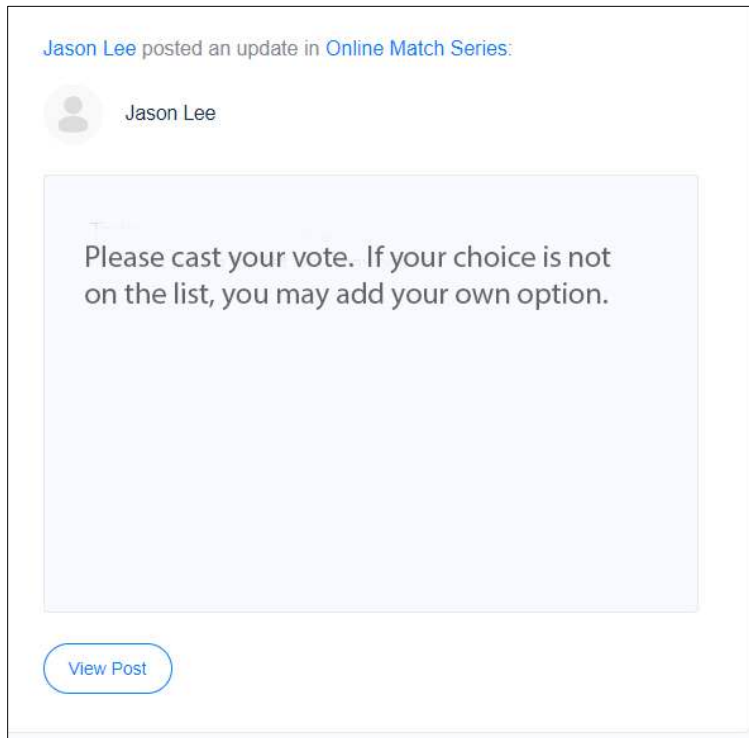 Jason Lee posted an update in Online Match Series:
Jason Lee
Please cast your vote.  If your choice is not
on the list, you may add your own option.
View Post